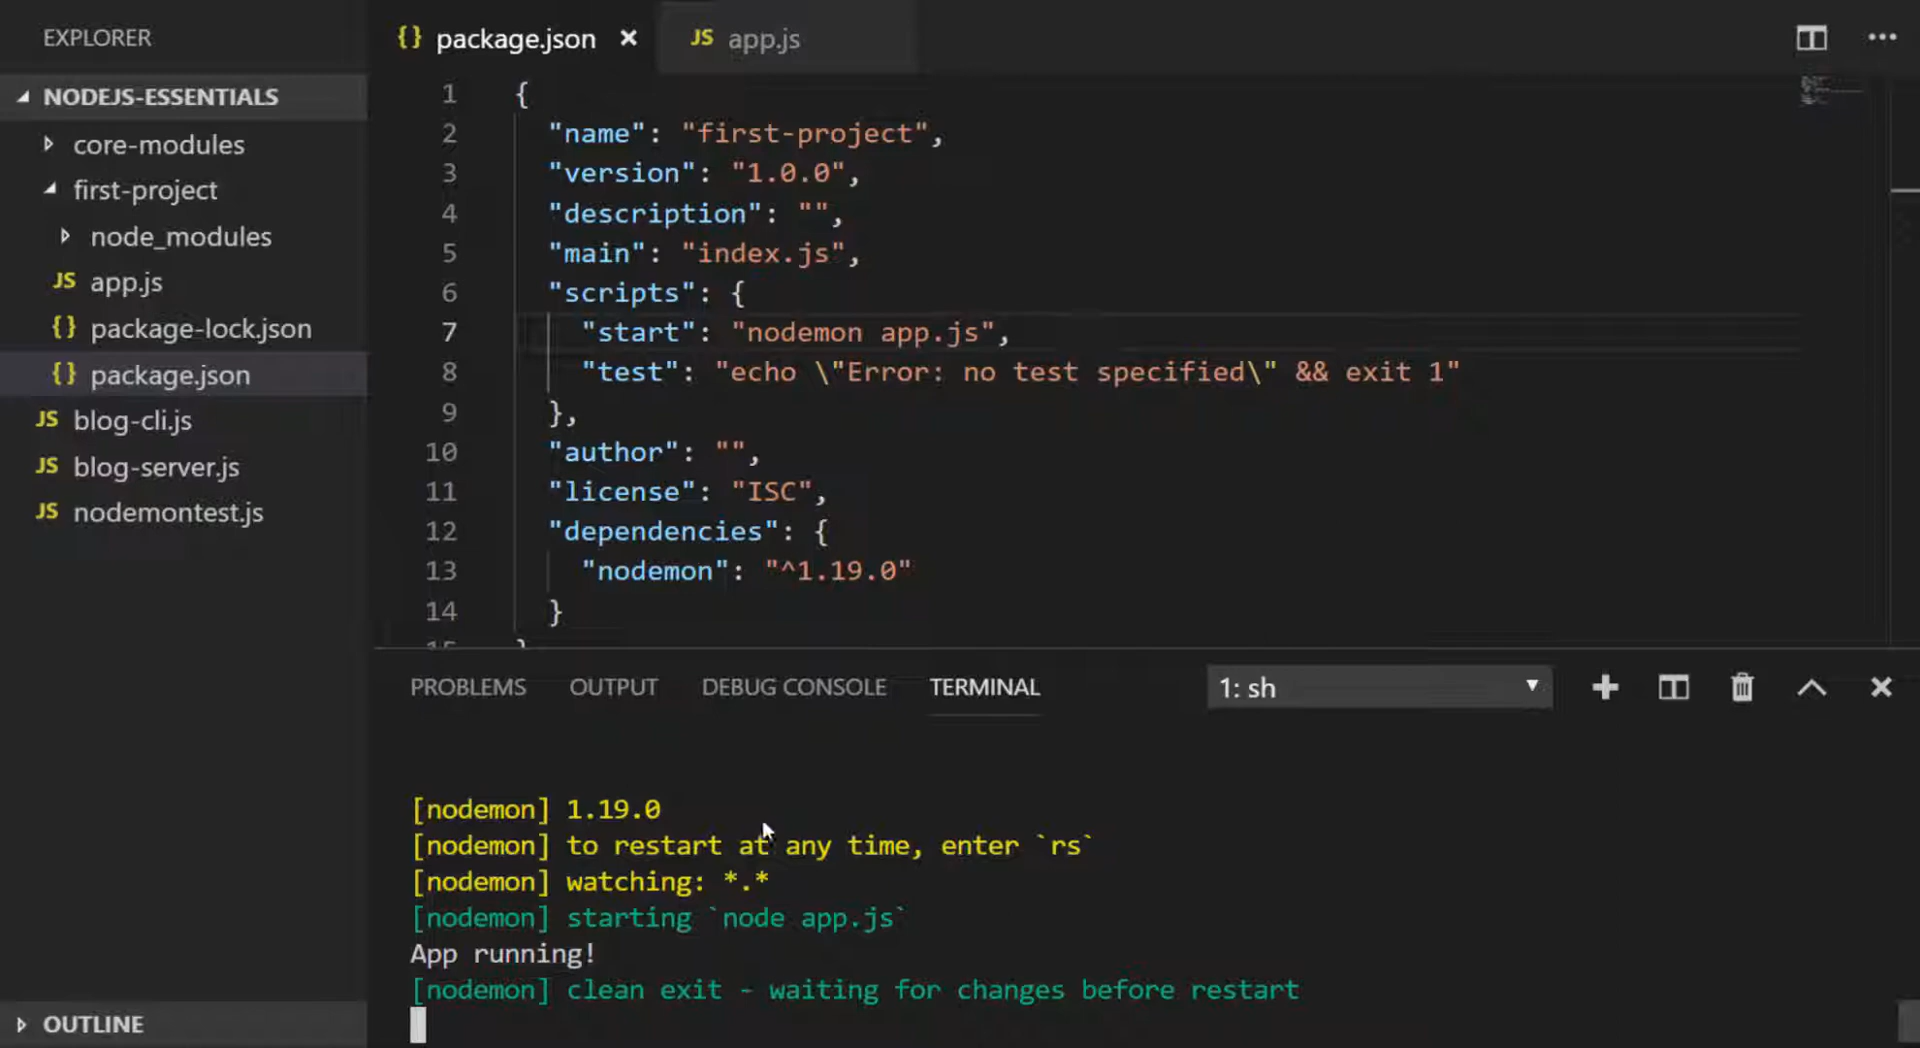 EXPLORER
NODEJS-ESSENTIALS
core-modules
first-project
node_modules
JS app.js
{} package-lock.json
{} package.json
JS blog-cli.js
JS blog-server.js
JS nodemontest.js
OUTLINE
{} package.json
JS app.js
1 {
2 "name": "first-project",
3 "version": "1.0.0",
4 "description": "",
5 "main": "index.js",
6 "scripts": {
7 "start": "nodemon app.js",
8 "test": "echo \"Error: no test specified\" && exit 1"
9 },
10 "author": "",
11 "license": "ISC",
12 "dependencies": {
13 "nodemon": "^1.19.0"
14 }
15 }
PROBLEMS OUTPUT DEBUG CONSOLE TERMINAL 1: sh
[nodemon] 1.19.0
[nodemon] to restart at any time, enter `rs`
[nodemon] watching: *.*
[nodemon] starting `node app.js`
App running!
[nodemon] clean exit - waiting for changes before restart